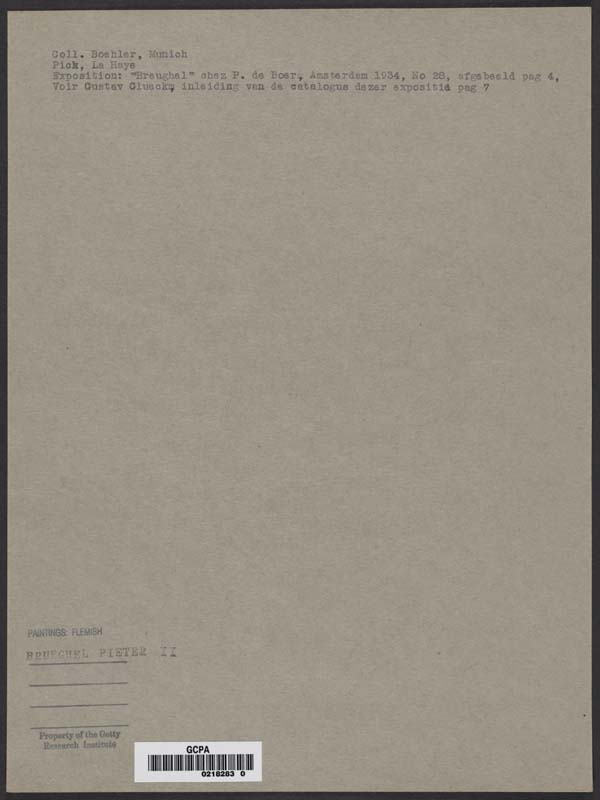 Coll. Boehler, Munich
Pick, La Haye
Exposition: "Breughel" chez P. de Boer, Amsterdam 1934, No 28, afgebeeld pag 4,
Voir Gustav Glueck, inleiding van de catalogus dezer expositie pag 7
PAINTINGS: FLEMISH
BRUEGHEL PIETER II
Property of the Getty
Research Institute
GCPA
0218283 0